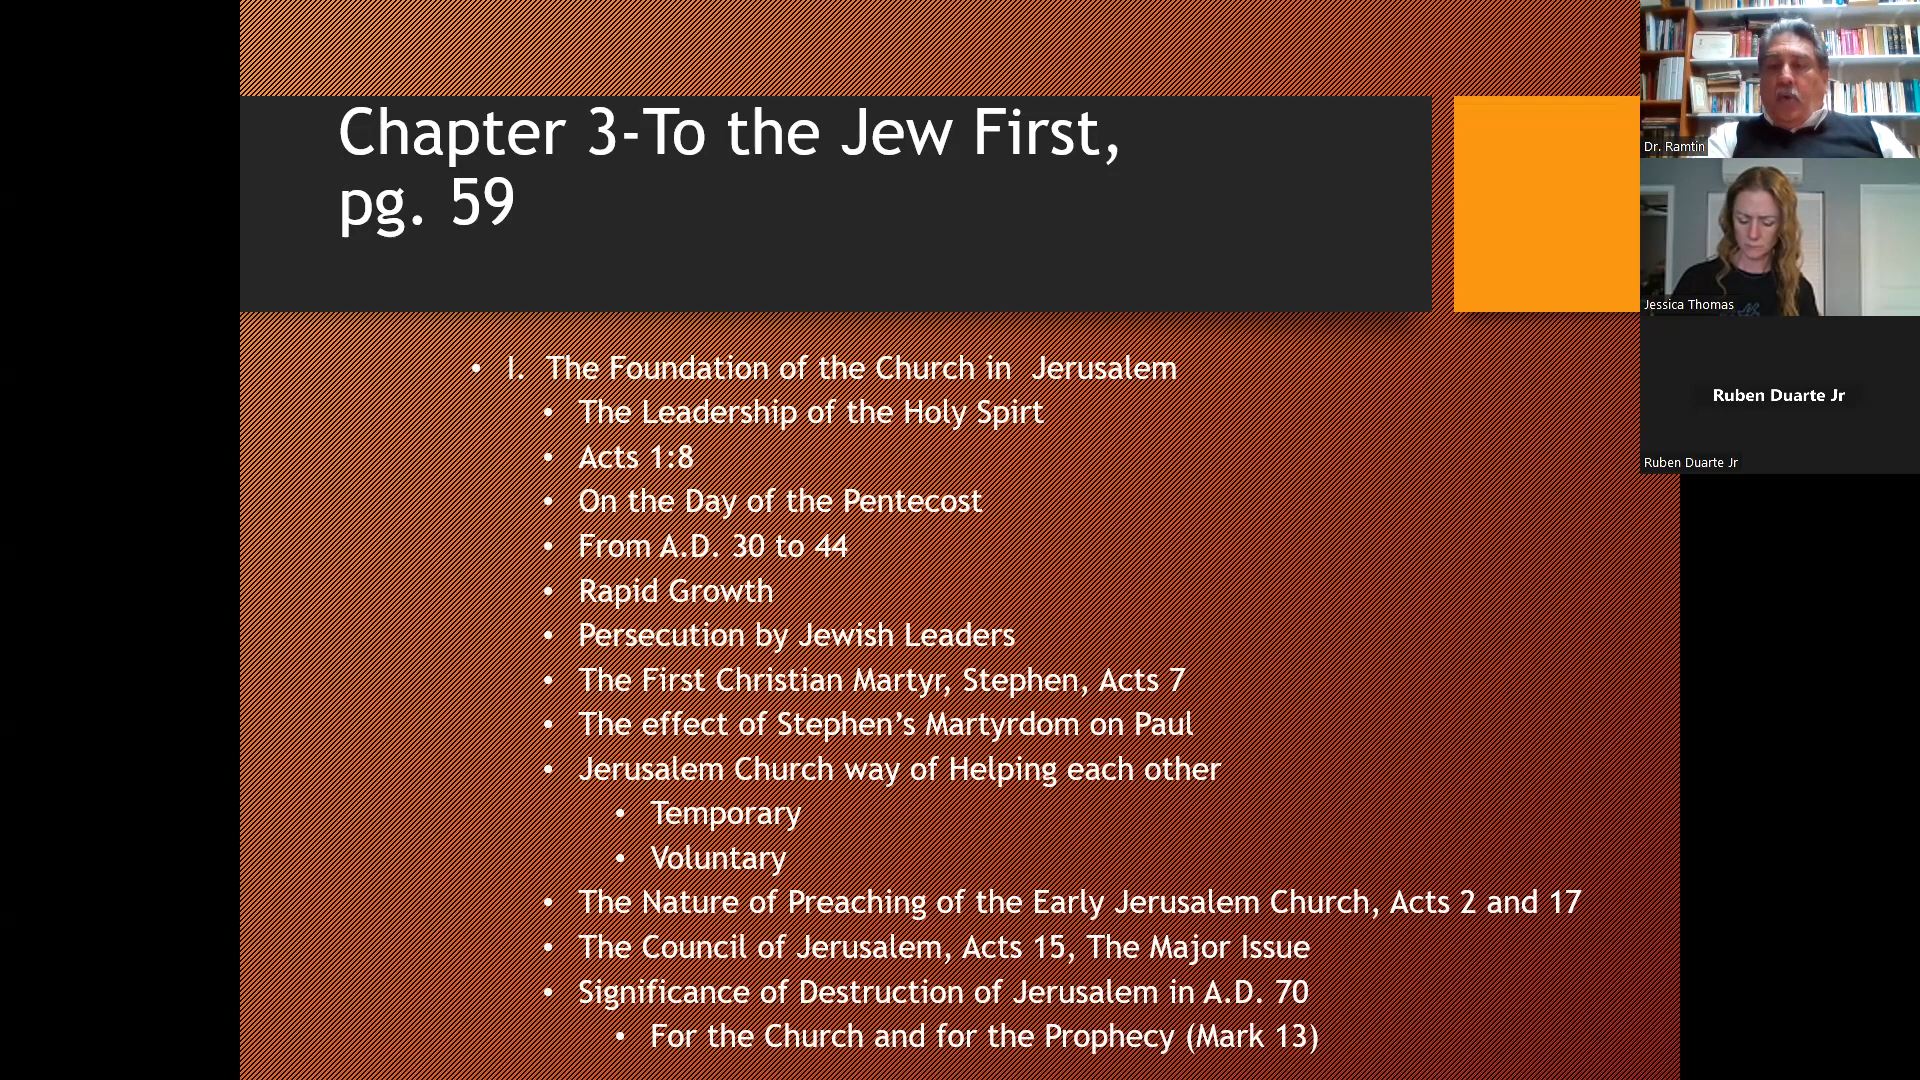 Chapter 3-To the Jew First,
pg. 59
• I. The Foundation of the Church in Jerusalem
• The Leadership of the Holy Spirt
• Acts 1:8
• On the Day of the Pentecost
• From A.D. 30 to 44
• Rapid Growth
• Persecution by Jewish Leaders
• The First Christian Martyr, Stephen, Acts 7
• The effect of Stephen’s Martyrdom on Paul
• Jerusalem Church way of Helping each other
• Temporary
• Voluntary
• The Nature of Preaching of the Early Jerusalem Church, Acts 2 and 17
• The Council of Jerusalem, Acts 15, The Major Issue
• Significance of Destruction of Jerusalem in A.D. 70
• For the Church and for the Prophecy (Mark 13)
Dr. Ramtin
Jessica Thomas
Ruben Duarte Jr
Ruben Duarte Jr